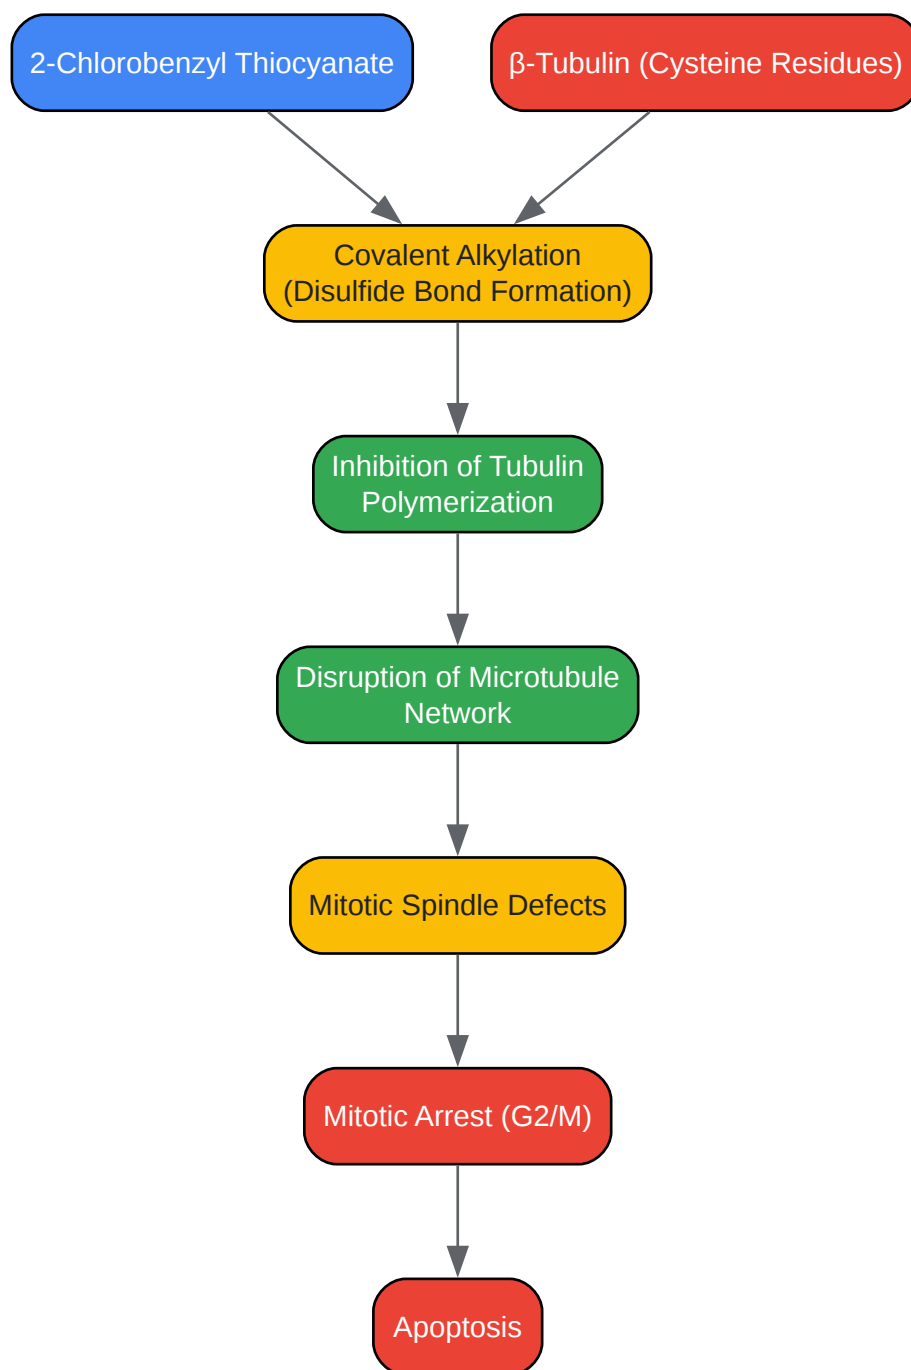 2-Chlorobenzyl Thiocyanate
β-Tubulin (Cysteine Residues)
Covalent Alkylation
(Disulfide Bond Formation)
Inhibition of Tubulin
Polymerization
Disruption of Microtubule
Network
Mitotic Spindle Defects
Mitotic Arrest (G2/M)
Apoptosis